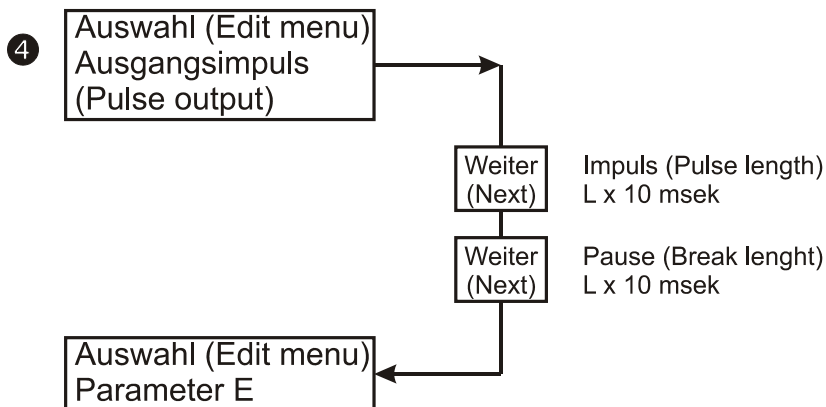 ❹
Auswahl (Edit menu)
Ausgangsimpuls
(Pulse output)
Weiter
(Next)
Impuls (Pulse length)
L x 10 msek
Weiter
(Next)
Pause (Break lenght)
L x 10 msek
Auswahl (Edit menu)
Parameter E